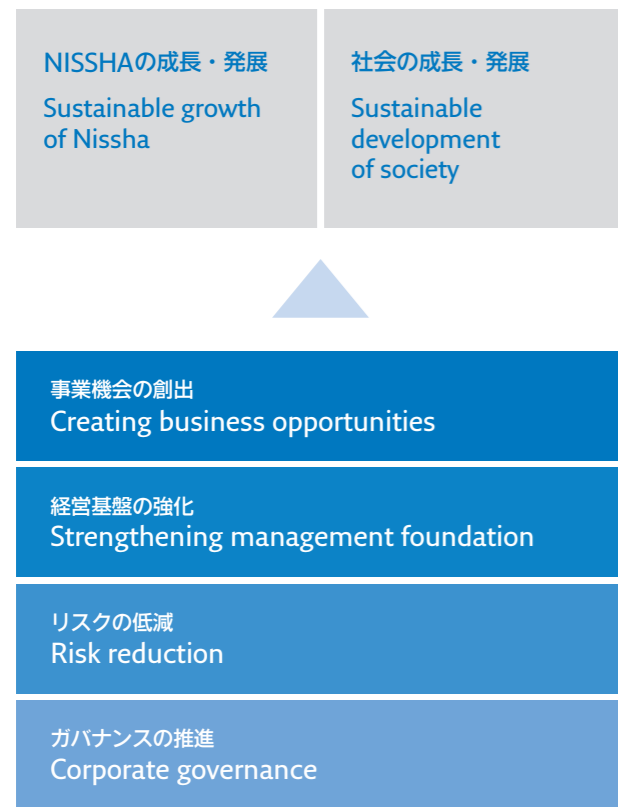 NISSHAの成長・発展
Sustainable growth
of Nissha
社会の成長・発展
Sustainable
development
of society
事業機会の創出
Creating business opportunities
経営基盤の強化
Strengthening management foundation
リスクの低減
Risk reduction
ガバナンスの推進
Corporate governance